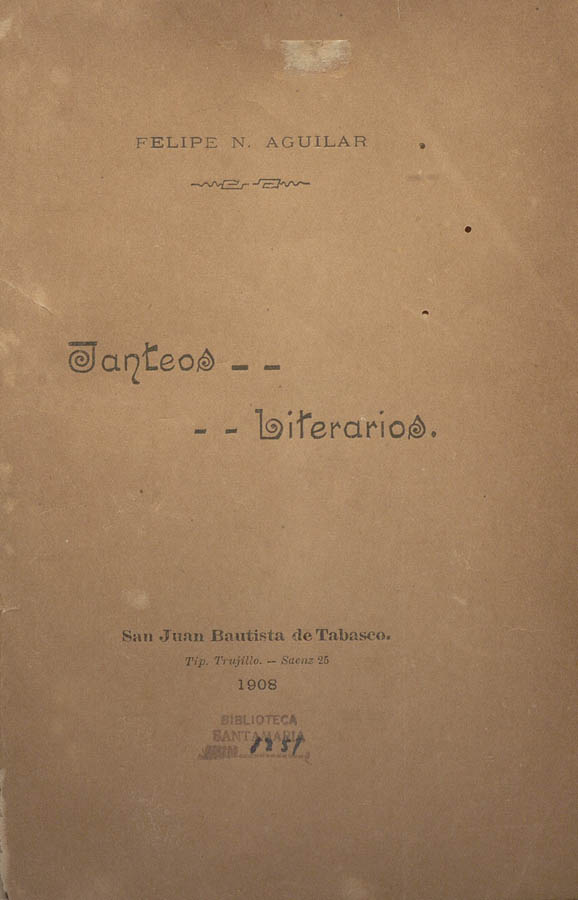 FELIPE N. AGUILAR
Tanteos - -
- - Literarios.
San Juan Bautista de Tabasco.
Tip. Trujillo. — Saenz 25
1908
BIBLIOTECA
SANTAMARIA